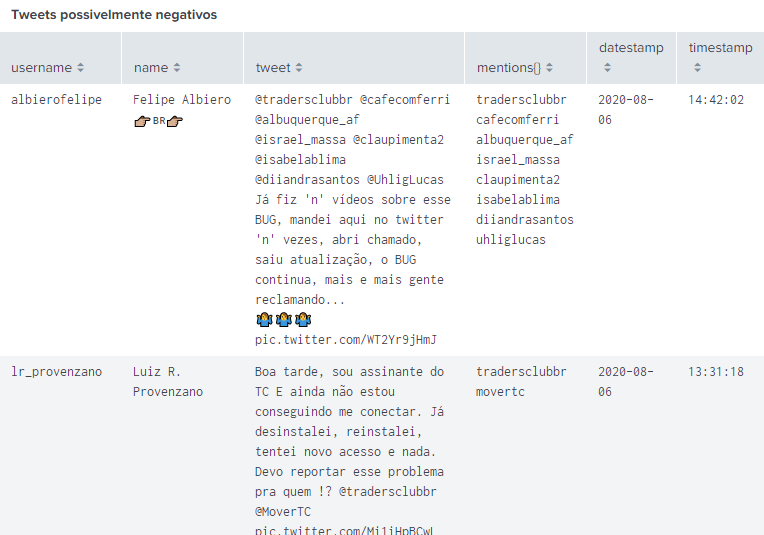 Tweets possivelmente negativos
username name tweet mentions{} datestamp timestamp
albierofelipe
Felipe Albiero
BR
@tradersclubbr @cafecomferri
@albuquerque_af
@israel_massa @claupimenta2
@isabelablima
@diiandrasantos @UhligLucas
Já fiz 'n' vídeos sobre esse
BUG, mandei aqui no twitter
'n' vezes, abri chamado,
saiu atualização, o BUG
continua, mais e mais gente
reclamando...
🤷‍♂️🤷‍♂️🤷‍♂️
pic.twitter.com/WT2Yr9jHmJ
tradersclubbr
cafecomferri
albuquerque_af
israel_massa
claupimenta2
isabelablima
diiandrasantos
uhliglucas
2020-08-
06
14:42:02
lr_provenzano
Luiz R.
Provenzano
Boa tarde, sou assinante do
TC E ainda não estou
conseguindo me conectar. Já
desinstalei, reinstalei,
tentei novo acesso e nada.
Devo reportar esse problema
pra quem !? @tradersclubbr
@MoverTC
tradersclubbr
movertc
2020-08-
06
13:31:18